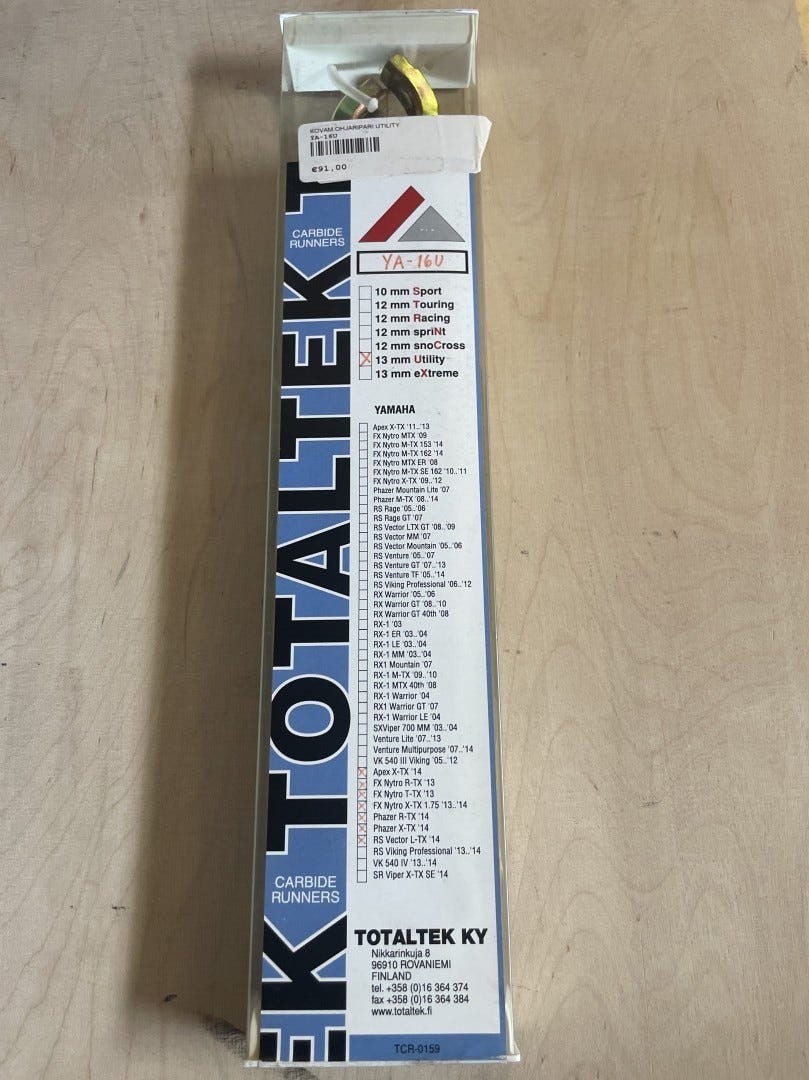 KOVAM.OHJARIPARI UTILITY
YA-16U
€91,00
CARBIDE
RUNNERS
YA-16U
10 mm Sport
12 mm Touring
12 mm Racing
12 mm spriNt
12 mm snoCross
13 mm Utility
13 mm eXtreme
YAMAHA
Apex X-TX '11..'13
FX Nytro MTX '09
FX Nytro M-TX 153 '14
FX Nytro M-TX 162 '14
FX Nytro MTX ER '08
FX Nytro M-TX SE 162 '10..'11
FX Nytro X-TX '09..'12
Phazer Mountain Lite '07
Phazer M-TX '08..'14
RS Rage '05..'06
RS Rage GT '07
RS Vector LTX GT '08..'09
RS Vector MM '07
RS Vector Mountain '05..'06
RS Venture '05..'07
RS Venture GT '07..'13
RS Venture TF '05..'14
RS Viking Professional '06..'12
RX Warrior '05..'06
RX Warrior GT '08..'10
RX Warrior GT 40th '08
RX-1 '03
RX-1 ER '03..'04
RX-1 LE '03..'04
RX-1 MM '03..'04
RX1 Mountain '07
RX-1 M-TX '09..'10
RX-1 MTX 40th '08
RX-1 Warrior '04
RX1 Warrior GT '07
RX-1 Warrior LE '04
SXViper 700 MM '03..'04
Venture Lite '07..'13
Venture Multipurpose '07..'14
VK 540 III Viking '05..'12
Apex X-TX '14
FX Nytro R-TX '13
FX Nytro T-TX '13
FX Nytro X-TX 1.75 '13..'14
Phazer R-TX '14
Phazer X-TX '14
RS Vector L-TX '14
RS Viking Professional '13..'14
VK 540 IV '13..'14
SR Viper X-TX SE '14
TOTALTEK
CARBIDE
RUNNERS
TOTALTEK KY
Nikkarinkuja 8
96910 ROVANIEMI
FINLAND
tel. +358 (0)16 364 374
fax +358 (0)16 364 384
www.totaltek.fi
TCR-0159